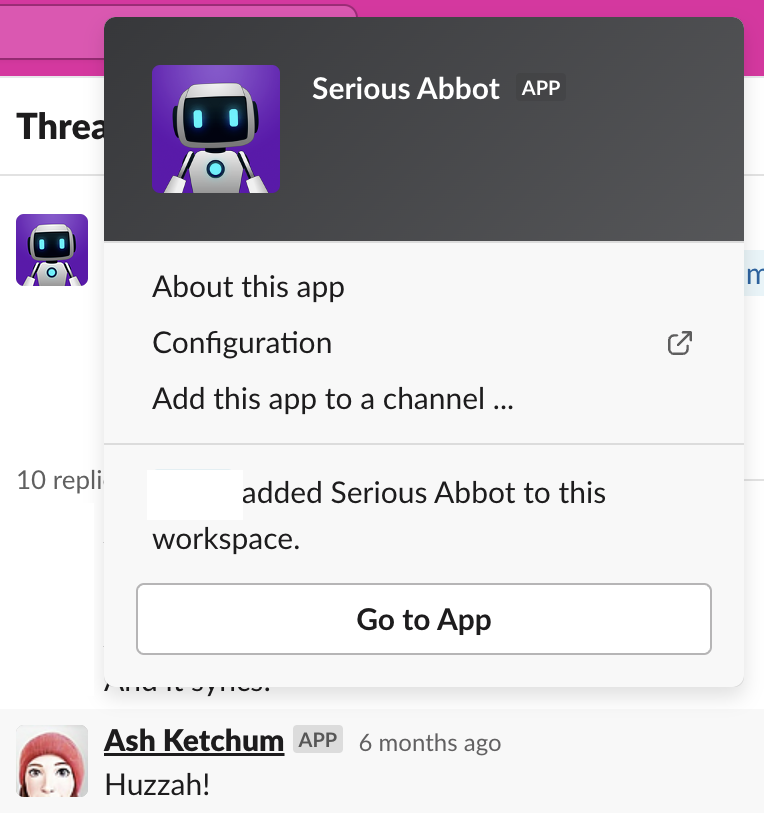 Serious Abbot APP
Threa
About this app
m
Configuration
Add this app to a channel ...
10 repli
added Serious Abbot to this
workspace.
Go to App
And it syncs!
Ash Ketchum APP 6 months ago
Huzzah!